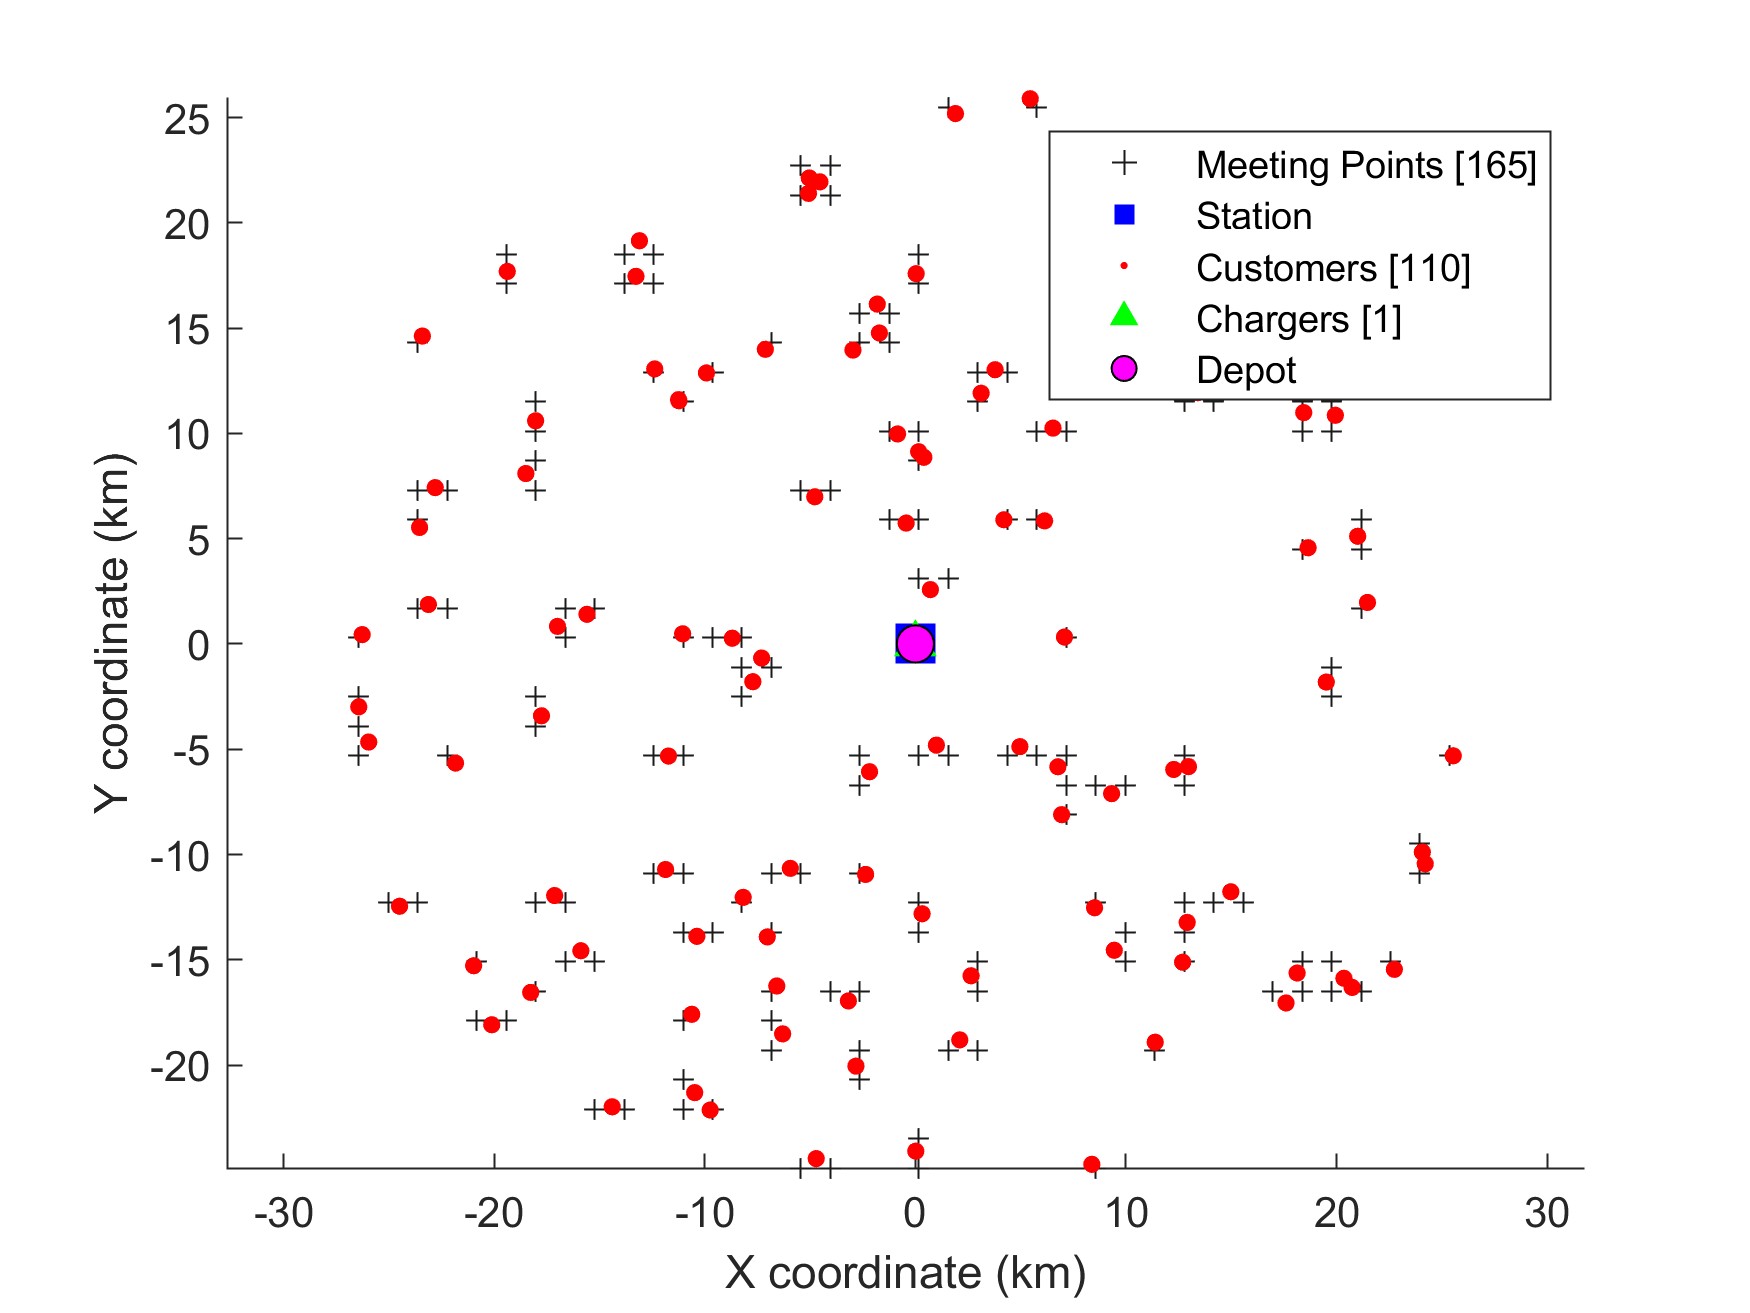 25
20
15
10
5
0
-5
-10
-15
-20
Y coordinate (km)
Meeting Points [165]
Station
Customers [110]
Chargers [1]
Depot
-30 -20 -10 0 10 20 30
X coordinate (km)